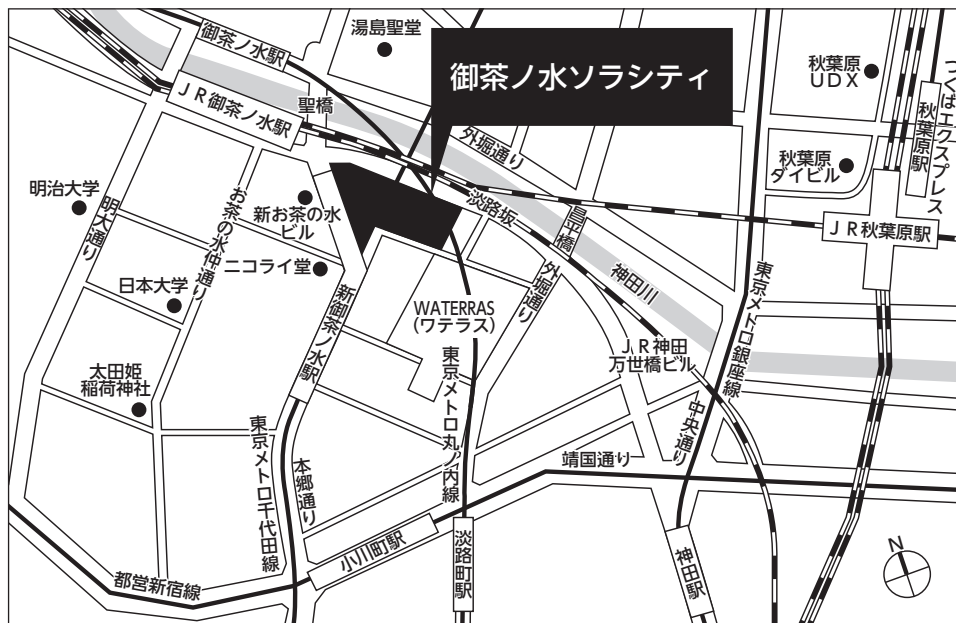 御茶ノ水駅
湯島聖堂
御茶ノ水ソラシティ
秋葉原
UDX
つくばエクスプレス
秋葉原駅
JR御茶ノ水駅
聖橋
外堀通り
秋葉原
ダイビル
明治大学
明大通り
お茶の水仲通り
新お茶の水
ビル
淡路坂
昌平橋
JR秋葉原駅
ニコライ堂
日本大学
新御茶ノ水駅
WATERRAS
(ワテラス)
外堀通り
神田川
東京メトロ銀座線
JR神田
万世橋ビル
太田姫
稲荷神社
東京メトロ千代田線
本郷通り
東京メトロ丸ノ内線
中央通り
靖国通り
小川町駅
淡路町駅
神田駅
都営新宿線
N